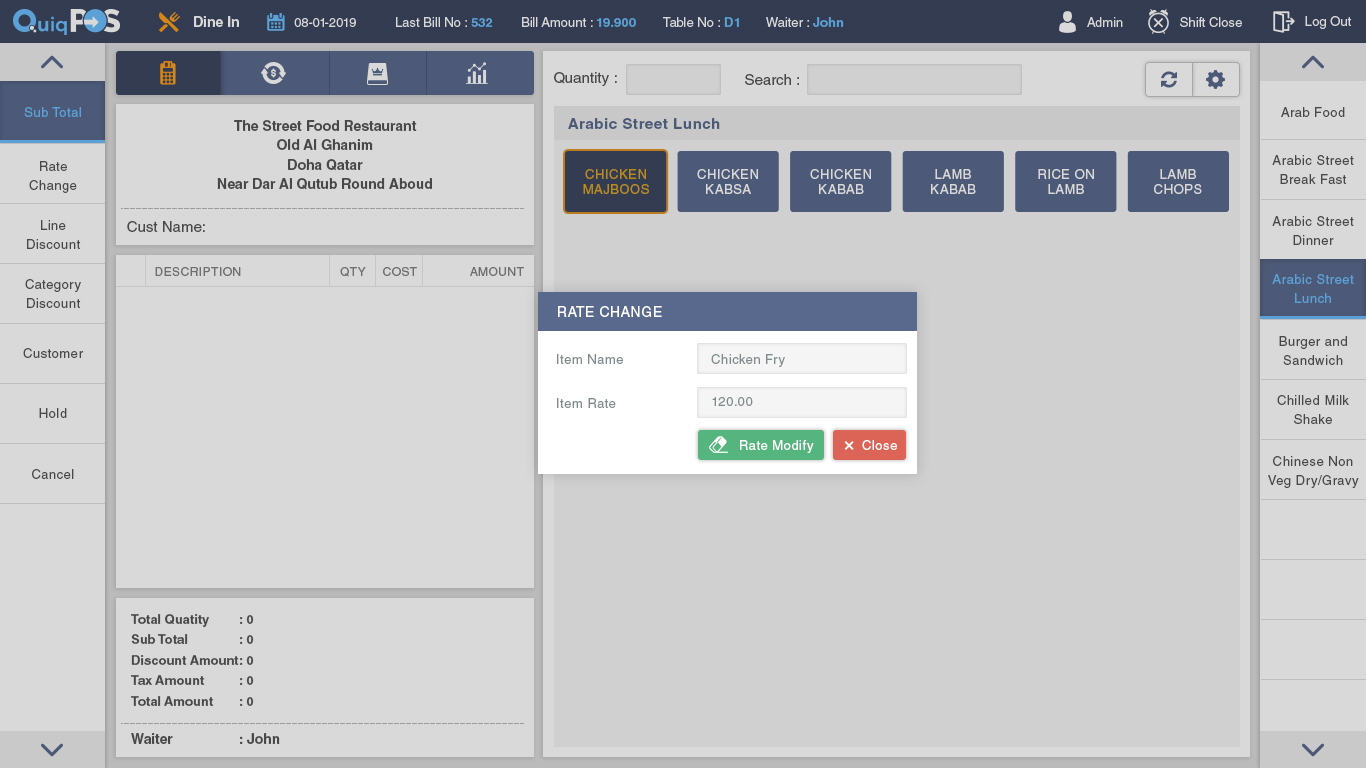 QuiqPOS
Dine In
08-01-2019
Last Bill No : 532
Bill Amount : 19.900
Table No : D1
Waiter : John
Admin
Shift Close
Log Out
Sub Total
Rate
Change
Line
Discount
Category
Discount
Customer
Hold
Cancel
The Street Food Restaurant
Old Al Ghanim
Doha Qatar
Near Dar Al Qutub Round Aboud
Cust Name:
DESCRIPTION QTY COST AMOUNT
Total Quatity : 0
Sub Total : 0
Discount Amount: 0
Tax Amount : 0
Total Amount : 0
Waiter : John
Quantity :
Search :
Arabic Street Lunch
CHICKEN
MAJBOOS
CHICKEN
KABSA
CHICKEN
KABAB
LAMB
KABAB
RICE ON
LAMB
LAMB
CHOPS
RATE CHANGE
Item Name Chicken Fry
Item Rate 120.00
Rate Modify
Close
Arab Food
Arabic Street
Break Fast
Arabic Street
Dinner
Arabic Street
Lunch
Burger and
Sandwich
Chilled Milk
Shake
Chinese Non
Veg Dry/Gravy